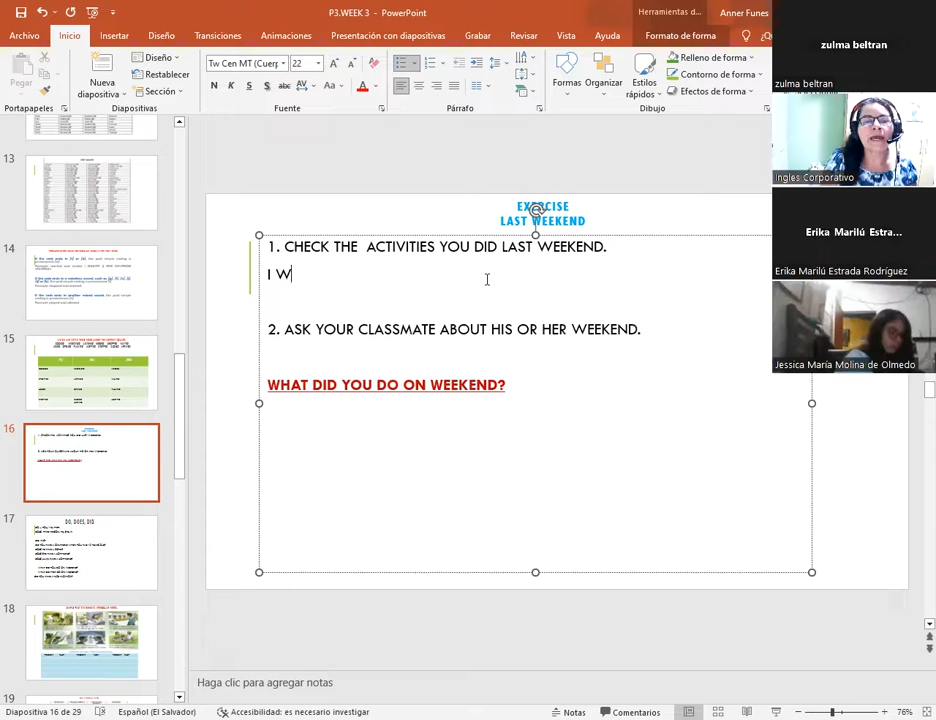 P3.WEEK 3 - PowerPoint
Herramientas d...
Anner Funes
Archivo
Inicio
Insertar
Diseño
Transiciones
Animaciones
Presentación con diapositivas
Grabar
Revisar
Vista
Ayuda
Formato de forma
Pegar
Nueva diapositiva
Diseño
Restablecer
Sección
Tw Cen MT (Cuerp
22
N K S S abc AV Aa A
Formas
Organizar
Estilos rápidos
Relleno de forma
Contorno de forma
Efectos de forma
Portapapeles
Diapositivas
Fuente
Párrafo
Dibujo
zulma beltran
zulma beltran
Ingles Corporativo
Erika Marilú Estra...
Erika Marilú Estrada Rodríguez
Jessica María Molina de Olmedo
13
14
15
16
17
DO, DOES, DID
18
19
EXERCISE
LAST WEEKEND
1. CHECK THE ACTIVITIES YOU DID LAST WEEKEND.
I W
2. ASK YOUR CLASSMATE ABOUT HIS OR HER WEEKEND.
WHAT DID YOU DO ON WEEKEND?
Haga clic para agregar notas
Diapositiva 16 de 29
Español (El Salvador)
Accesibilidad: es necesario investigar
Notas
Comentarios
76%